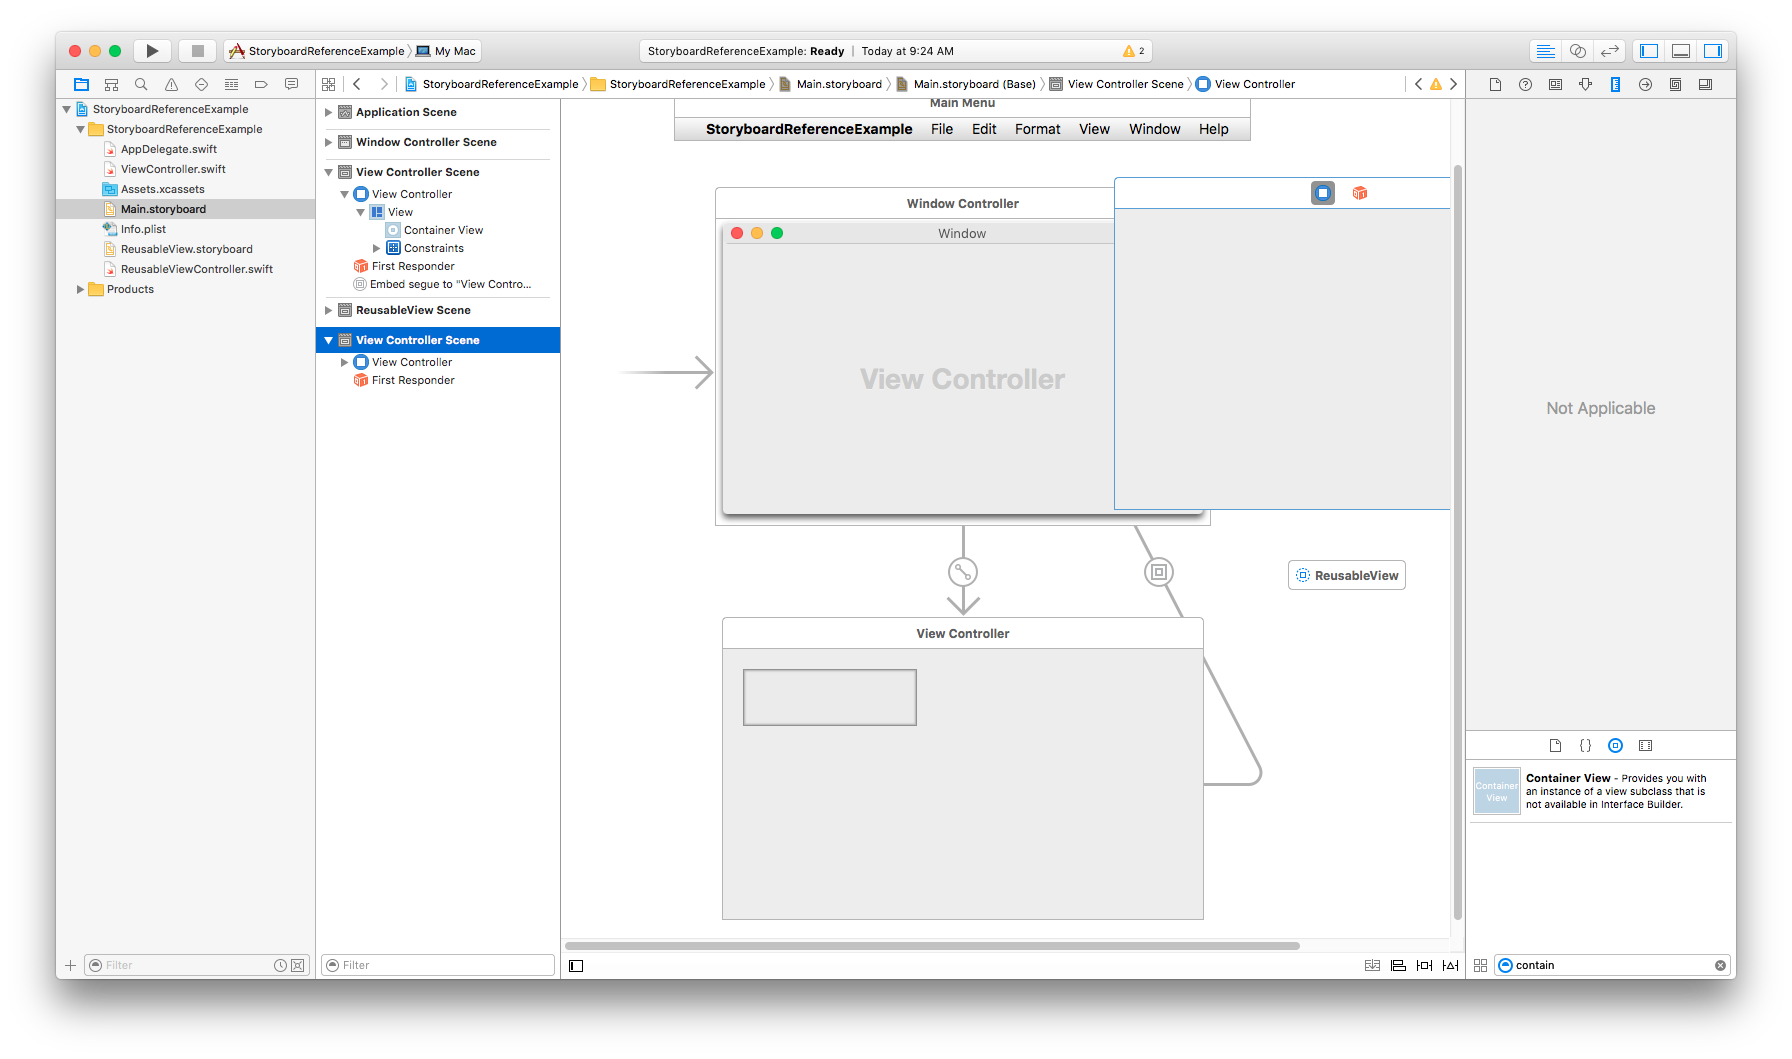 StoryboardReferenceExample My Mac
StoryboardReferenceExample: Ready | Today at 9:24 AM 2
StoryboardReferenceExample StoryboardReferenceExample Main.storyboard Main.storyboard (Base) View Controller Scene View Controller
StoryboardReferenceExample
StoryboardReferenceExample
AppDelegate.swift
ViewController.swift
Assets.xcassets
Main.storyboard
Info.plist
ReusableView.storyboard
ReusableViewController.swift
Products
Filter
Application Scene
Window Controller Scene
View Controller Scene
View Controller
View
Container View
Constraints
First Responder
Embed segue to "View Contro...
ReusableView Scene
View Controller Scene
View Controller
First Responder
Filter
Main Menu
StoryboardReferenceExample File Edit Format View Window Help
Window Controller
Window
View Controller
ReusableView
View Controller
Not Applicable
Container
View
Container View - Provides you with
an instance of a view subclass that is
not available in Interface Builder.
contain